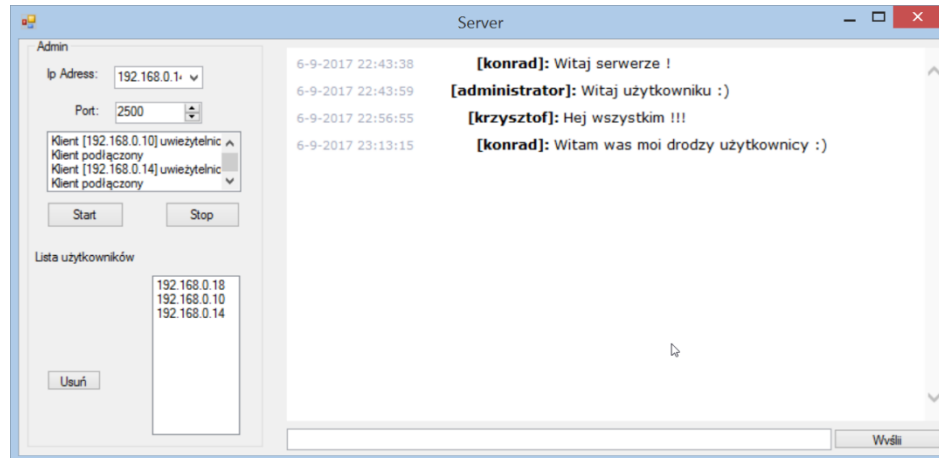 Server
Admin
Ip Adress:
192.168.0.1
Port:
2500
Klient [192.168.0.10] uwieżytelnic
Klient podłączony
Klient [192.168.0.14] uwieżytelnic
Klient podłączony
Start
Stop
Lista użytkowników
192.168.0.18
192.168.0.10
192.168.0.14
Usuń
6-9-2017 22:43:38 [konrad]: Witaj serwerze !
6-9-2017 22:43:59 [administrator]: Witaj użytkowniku :)
6-9-2017 22:56:55 [krzysztof]: Hej wszystkim !!!
6-9-2017 23:13:15 [konrad]: Witam was moi drodzy użytkownicy :)
Wyślij